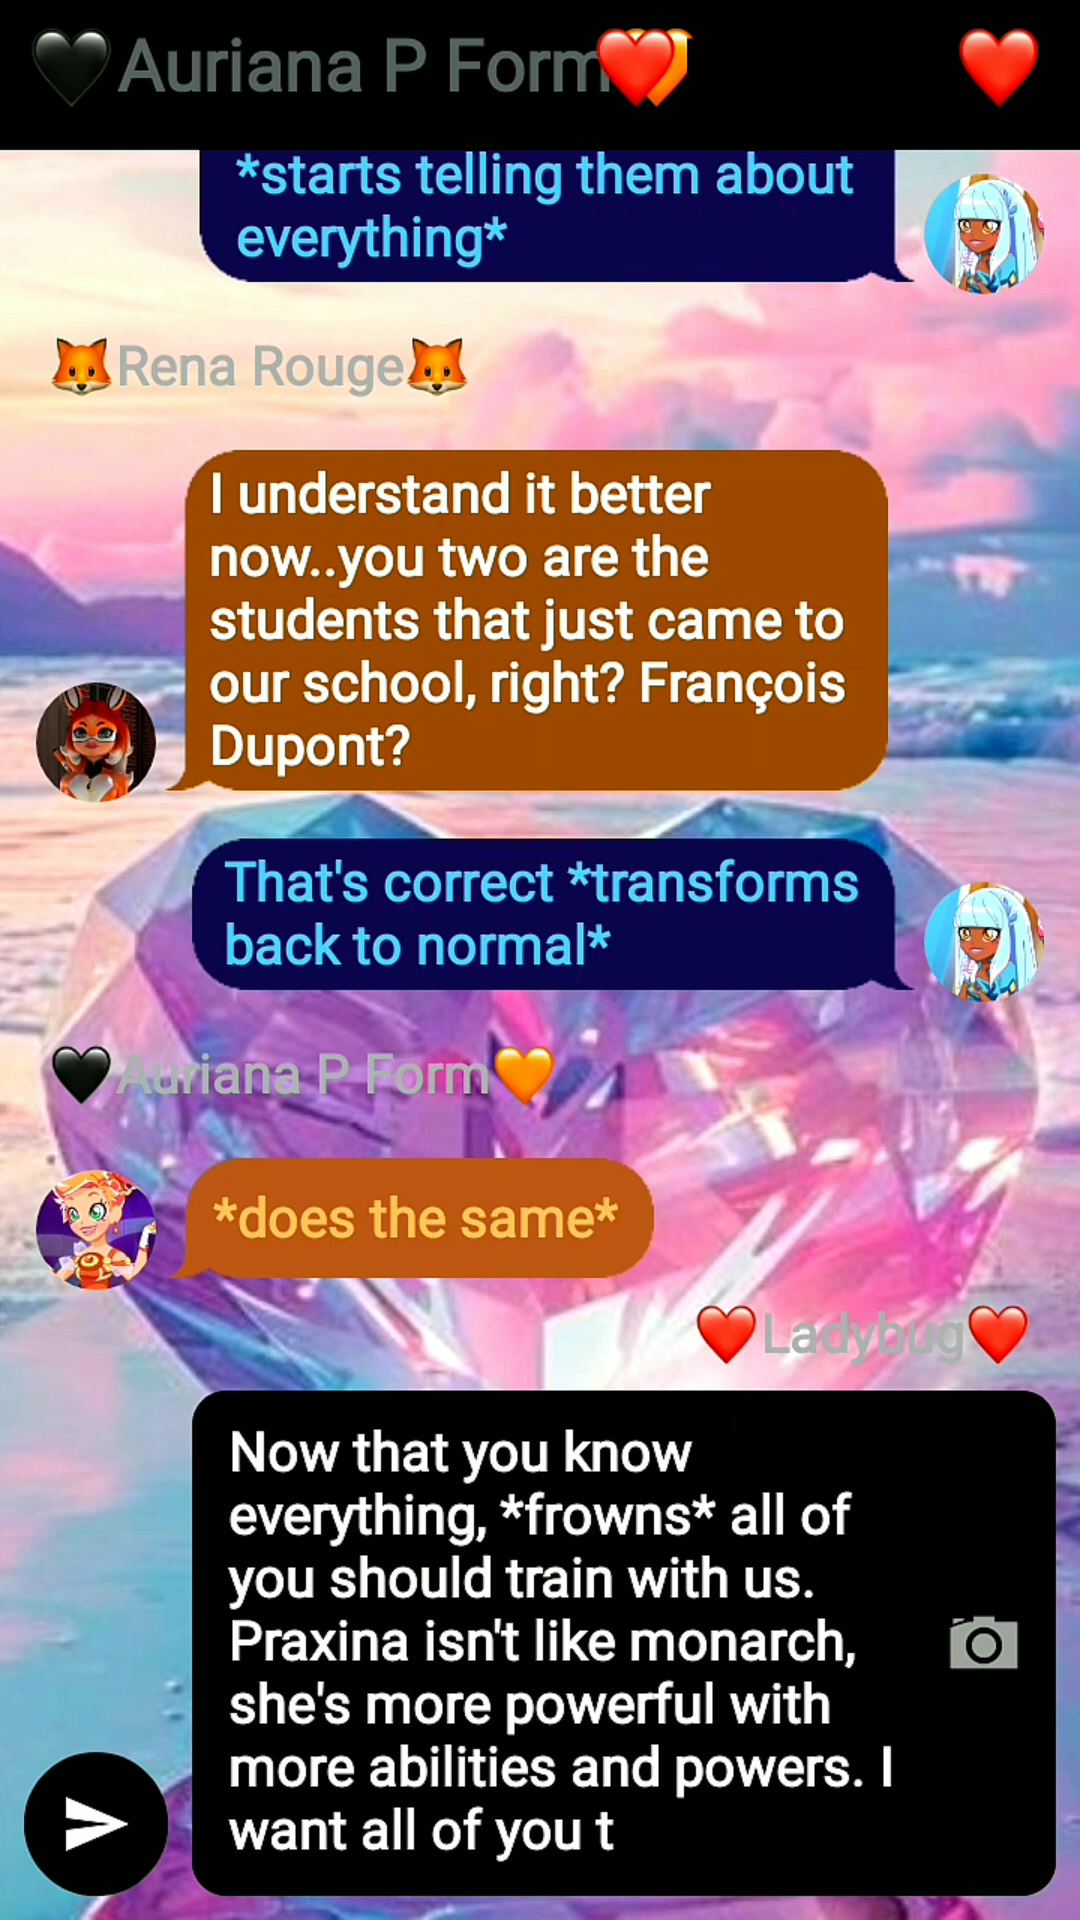 🖤Auriana P Form❤️ ❤️
*starts telling them about
everything*
🦊Rena Rouge🦊
I understand it better
now..you two are the
students that just came to
our school, right? François
Dupont?
That's correct *transforms
back to normal*
🖤Auriana P Form🧡
*does the same*
❤️Ladybug❤️
Now that you know
everything, *frowns* all of
you should train with us.
Praxina isn't like monarch,
she's more powerful with
more abilities and powers. I
want all of you t